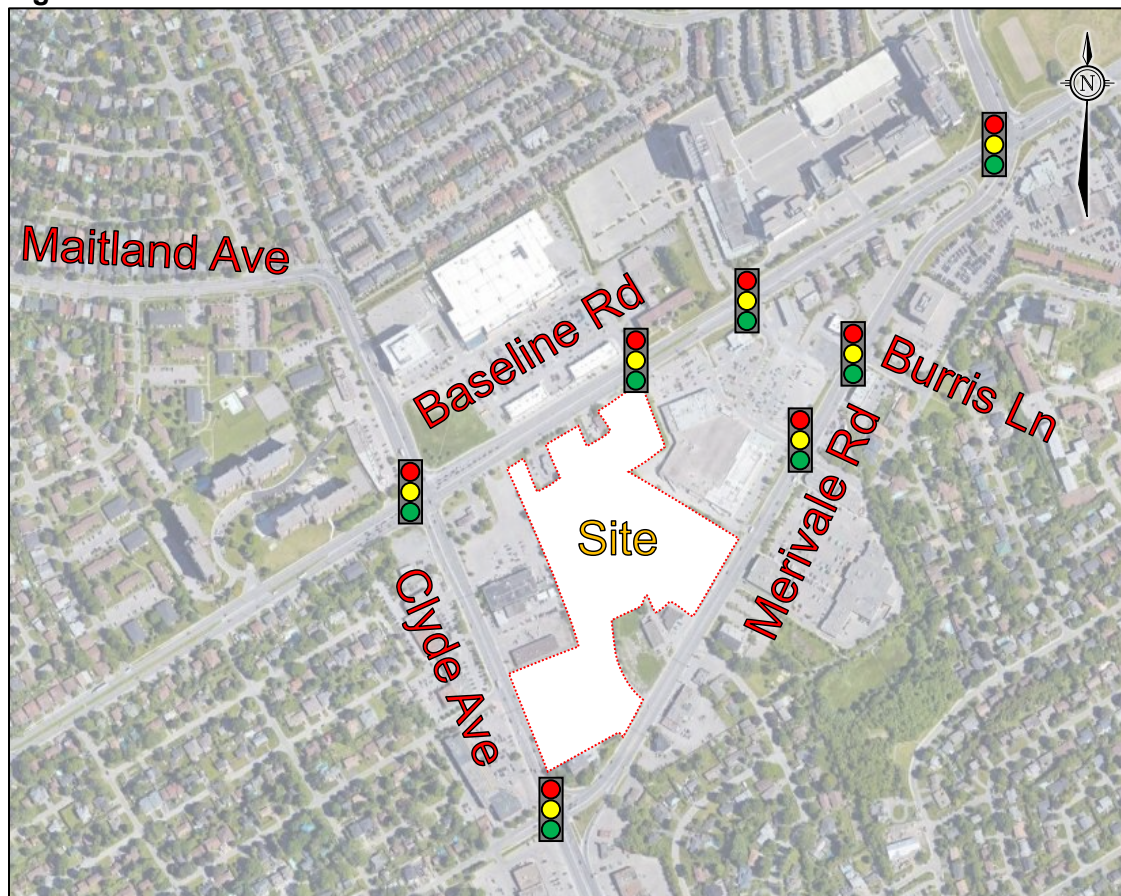 N
Maitland Ave
Baseline Rd
Burris Ln
Merivale Rd
Site
Clyde Ave